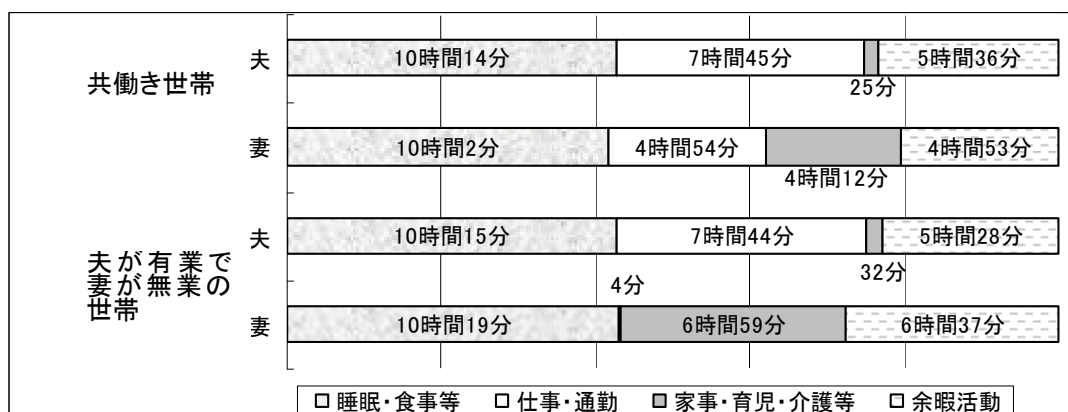 共働き世帯
夫
10時間14分
7時間45分
25分
5時間36分
妻
10時間2分
4時間54分
4時間12分
4時間53分
夫が有業で
妻が無業の
世帯
夫
10時間15分
7時間44分
32分
5時間28分
妻
10時間19分
4分
6時間59分
6時間37分
睡眠・食事等 仕事・通勤 家事・育児・介護等 余暇活動